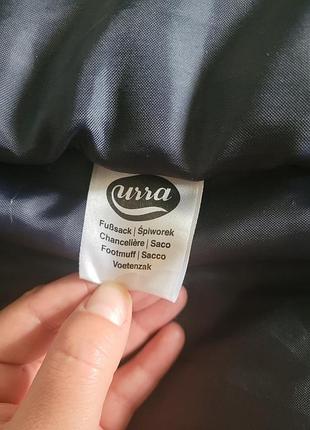 urra
Fußsack | Śpiworek
Chancelière | Saco
Footmuff | Sacco
Voetenzak